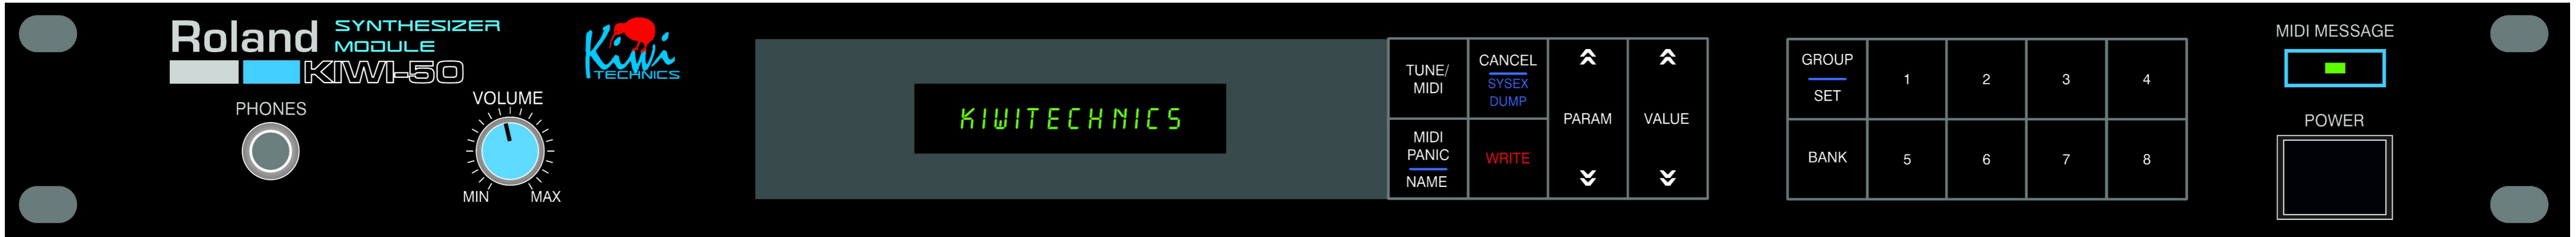 Roland
SYNTHESIZER
MODULE
KIWI-50
Kiwi
TECHNICS
PHONES
VOLUME
MIN
MAX
KIWITECHNICS
TUNE/
MIDI
CANCEL
SYSEX
DUMP
MIDI
PANIC
NAME
WRITE
PARAM
VALUE
GROUP
SET
1
2
3
4
BANK
5
6
7
8
MIDI MESSAGE
POWER